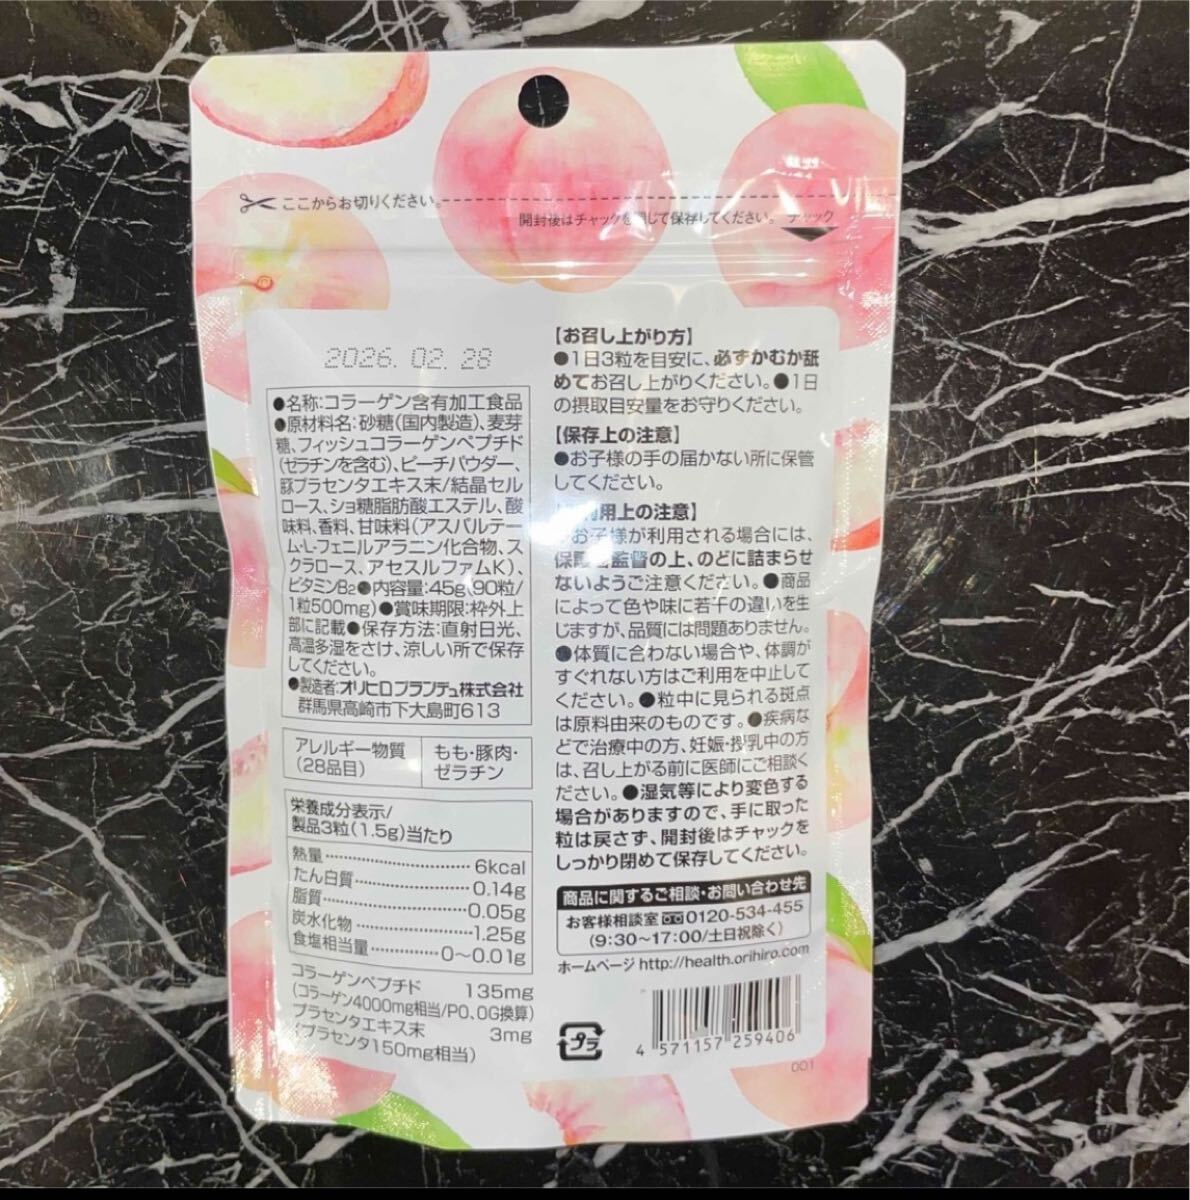 ここからお切りください。
開封後はチャックを閉じて保存してください。 チャック
2026. 02. 28
●名称:コラーゲン含有加工食品
●原材料名:砂糖(国内製造)、麦芽
糖、フィッシュコラーゲンペプチド
(ゼラチンを含む)、ピーチパウダー、
豚プラセンタエキス末/結晶セル
ロース、ショ糖脂肪酸エステル、酸
味料、香料、甘味料(アスパルテー
ム・L-フェニルアラニン化合物、ス
クラロース、アセスルファムK)、
ビタミンB₂●内容量:45g(90粒/
1粒500mg)●賞味期限:枠外上
部に記載●保存方法:直射日光、
高温多湿をさけ、涼しい所で保存
してください。
●製造者:オリヒロプランデュ株式会社
群馬県高崎市下大島町613
アレルギー物質
(28品目)
もも・豚肉・
ゼラチン
栄養成分表示/
製品3粒(1.5g)当たり
熱量 6kcal
たん白質 0.14g
脂質 0.05g
炭水化物 1.25g
食塩相当量 0〜0.01g
コラーゲンペプチド 135mg
(コラーゲン4000mg相当/PO、OG換算)
プラセンタエキス末 3mg
(プラセンタ150mg相当)
【お召し上がり方】
●1日3粒を目安に、必ずかむか舐
めてお召し上がりください。●1日
の摂取目安量をお守りください。
【保存上の注意】
●お子様の手の届かない所に保管
してください。
利用上の注意】
お子様が利用される場合には、
保護者監督の上、のどに詰まらせ
ないようご注意ください。●商品
によって色や味に若干の違いを生
じますが、品質には問題ありません。
●体質に合わない場合や、体調が
すぐれない方はご利用を中止して
ください。●粒中に見られる斑点
は原料由来のものです。●疾病な
どで治療中の方、妊娠・授乳中の方
は、召し上がる前に医師にご相談く
ださい。●湿気等により変色する
場合がありますので、手に取った
粒は戻さず、開封後はチャックを
しっかり閉めて保存してください。
商品に関するご相談・お問い合わせ先
お客様相談室 0120-534-455
(9:30〜17:00/土日祝除く)
ホームページ http://health.orihiro.com
プラ
4 571157 259406
001